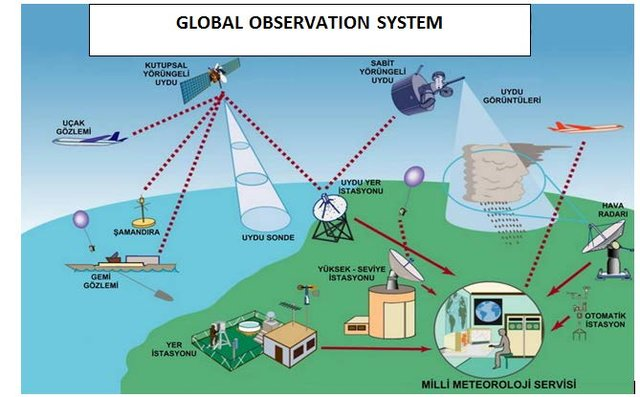 GLOBAL OBSERVATION SYSTEM
KUTUPSAL
YÖRÜNGELİ
UYDU
SABİT
YÖRÜNGELİ
UYDU
UYDU
GÖRÜNTÜLERİ
UÇAK
GÖZLEMİ
UYDU YER
İSTASYONU
HAVA
RADARI
ŞAMANDIRA
UYDU SONDE
GEMİ
GÖZLEMİ
YÜKSEK - SEVİYE
İSTASYONU
OTOMATİK
İSTASYON
YER
İSTASYONU
MİLLİ METEOROLOJİ SERVİSİ